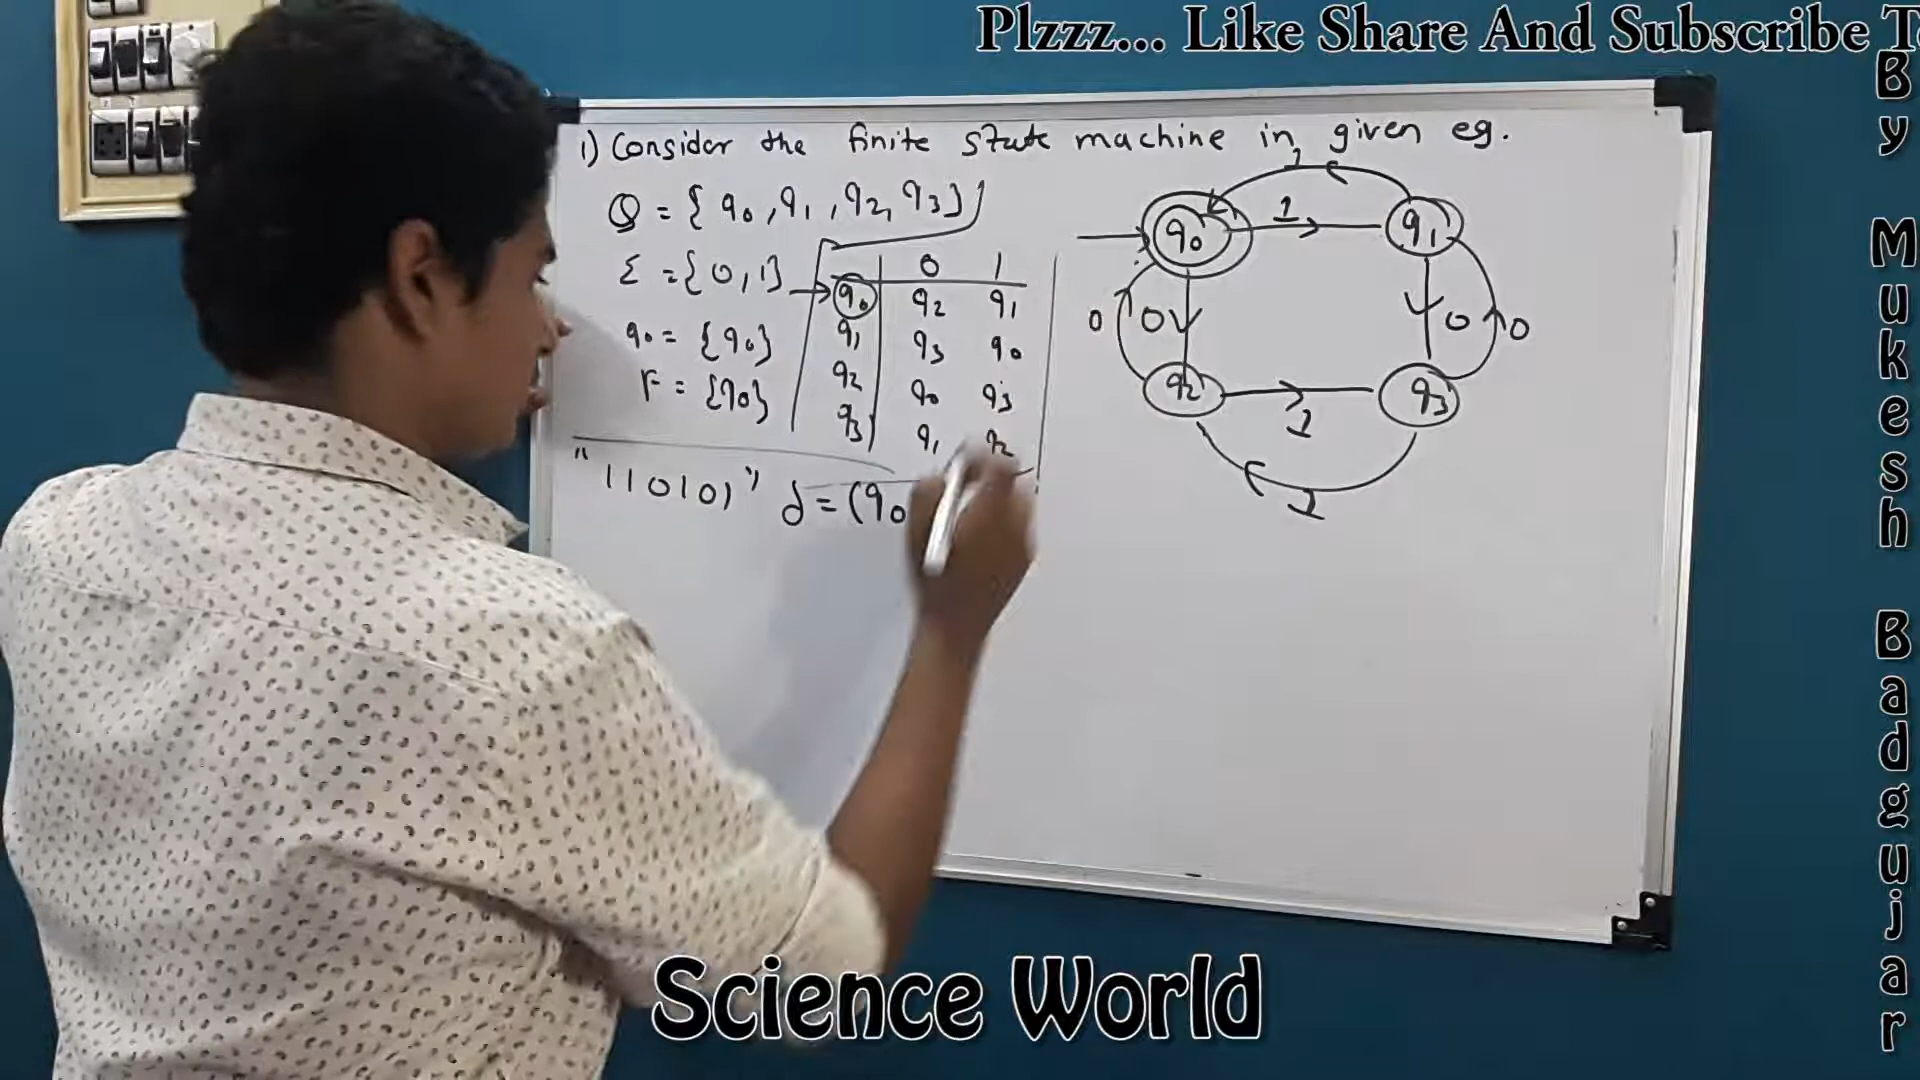 Plzzz... Like Share And Subscribe T
By Mukesh Badgujar
1) Consider the finite state machine in given eg.
Q = { q0 , q1 , q2, q3 }
Σ = { 0, 1 }
q0 = { q0 }
F = { q0 }
0 1
q0 q2 q1
q1 q3 q0
q2 q0 q3
q3 q1 q2
"110101" δ = (q0
q0 1 1 q1
0 0 0 0
q2 1 q3
1
Science World